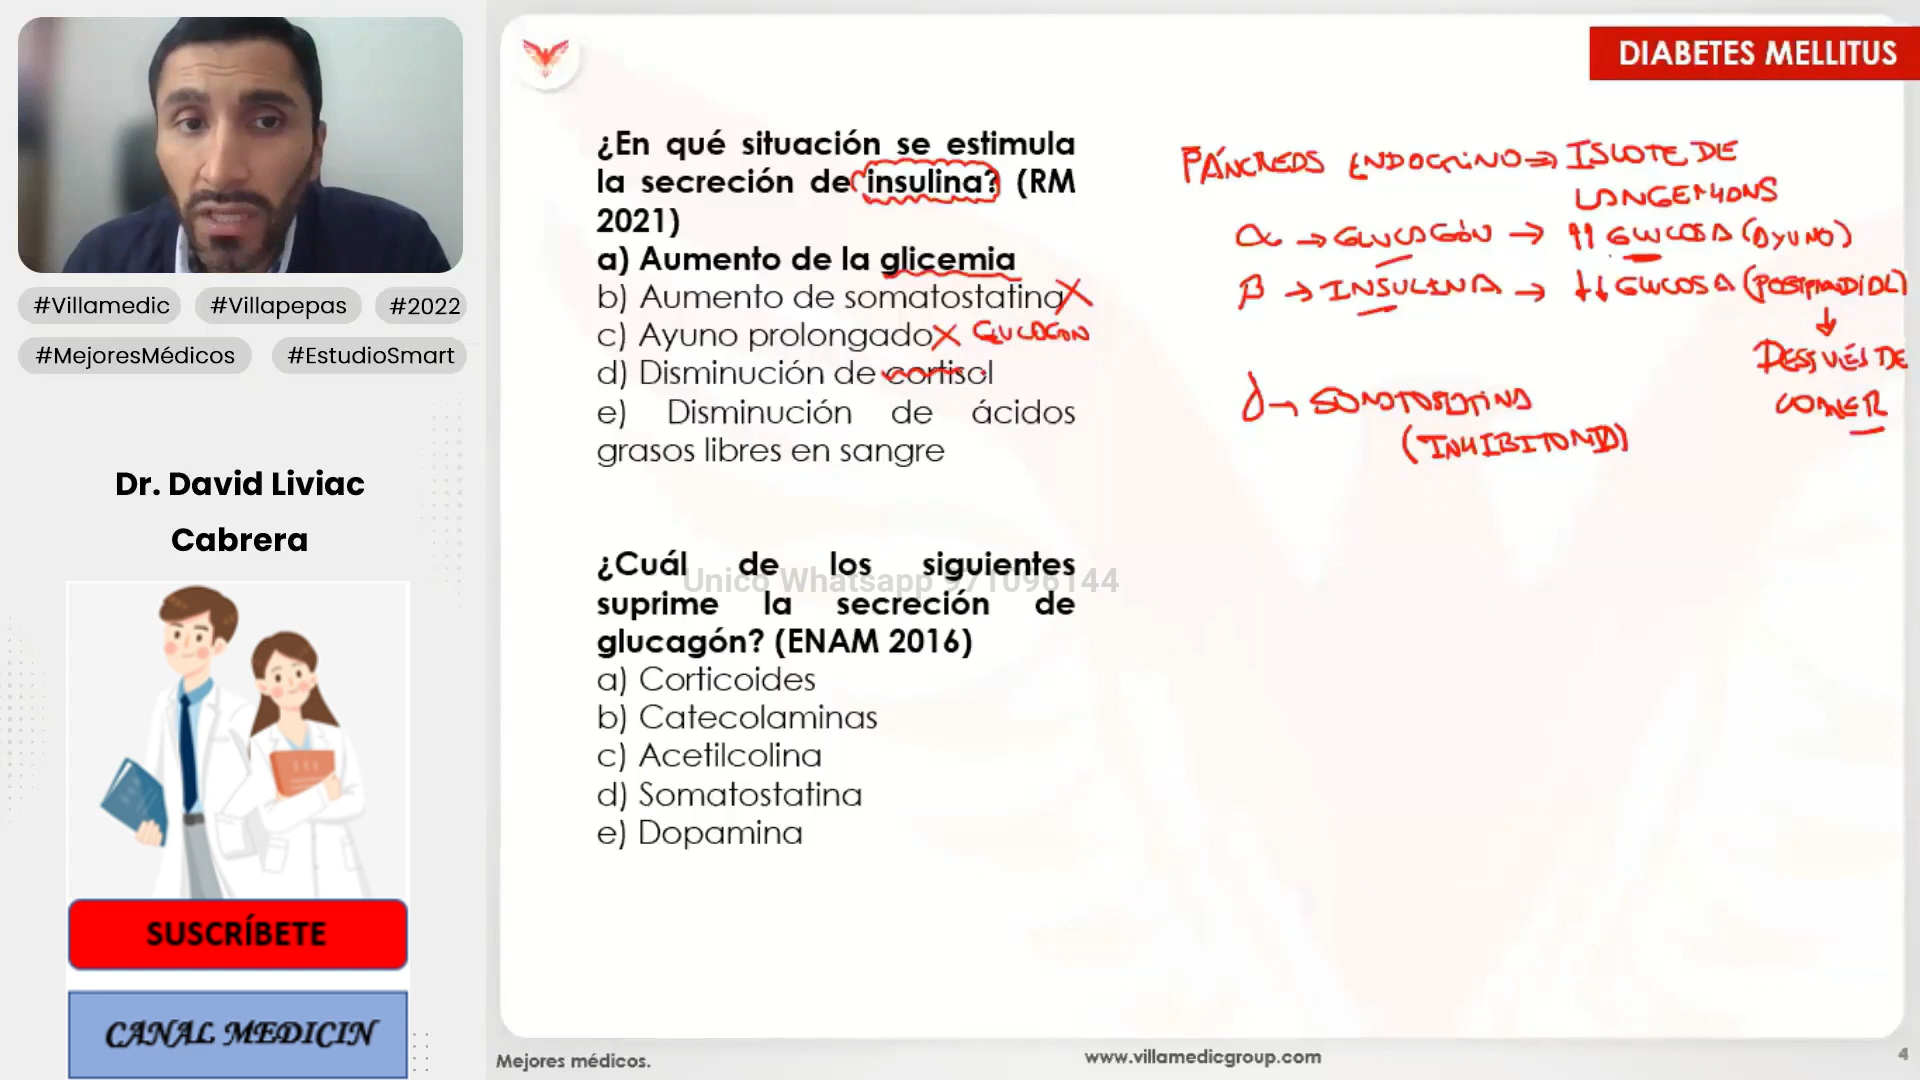 DIABETES MELLITUS
¿En qué situación se estimula
la secreción de insulina? (RM
2021)
a) Aumento de la glicemia
b) Aumento de somatostatina
c) Ayuno prolongado
GLUCAGON
d) Disminución de cortisol
e) Disminución de ácidos
grasos libres en sangre
PÁNCREAS ENDOCRINO ⇒ ISLOTE DE
LANGERHANS
α → GLUCAGÓN → ↑↑ GLUCOSA (AYUNO)
β → INSULINA → ↓↓ GLUCOSA (POSTPRANDIAL)
↓
DESPUÉS DE
COMER
δ → SOMATOSTATINA
(INHIBITORIA)
¿Cuál de los siguientes
suprime la secreción de
glucagón? (ENAM 2016)
a) Corticoides
b) Catecolaminas
c) Acetilcolina
d) Somatostatina
e) Dopamina
Unico Whatsapp 971096144
#Villamedic #Villapepas #2022
#MejoresMédicos #EstudioSmart
Dr. David Liviac
Cabrera
SUSCRÍBETE
CANAL MEDICIN
Mejores médicos.
www.villamedicgroup.com
4